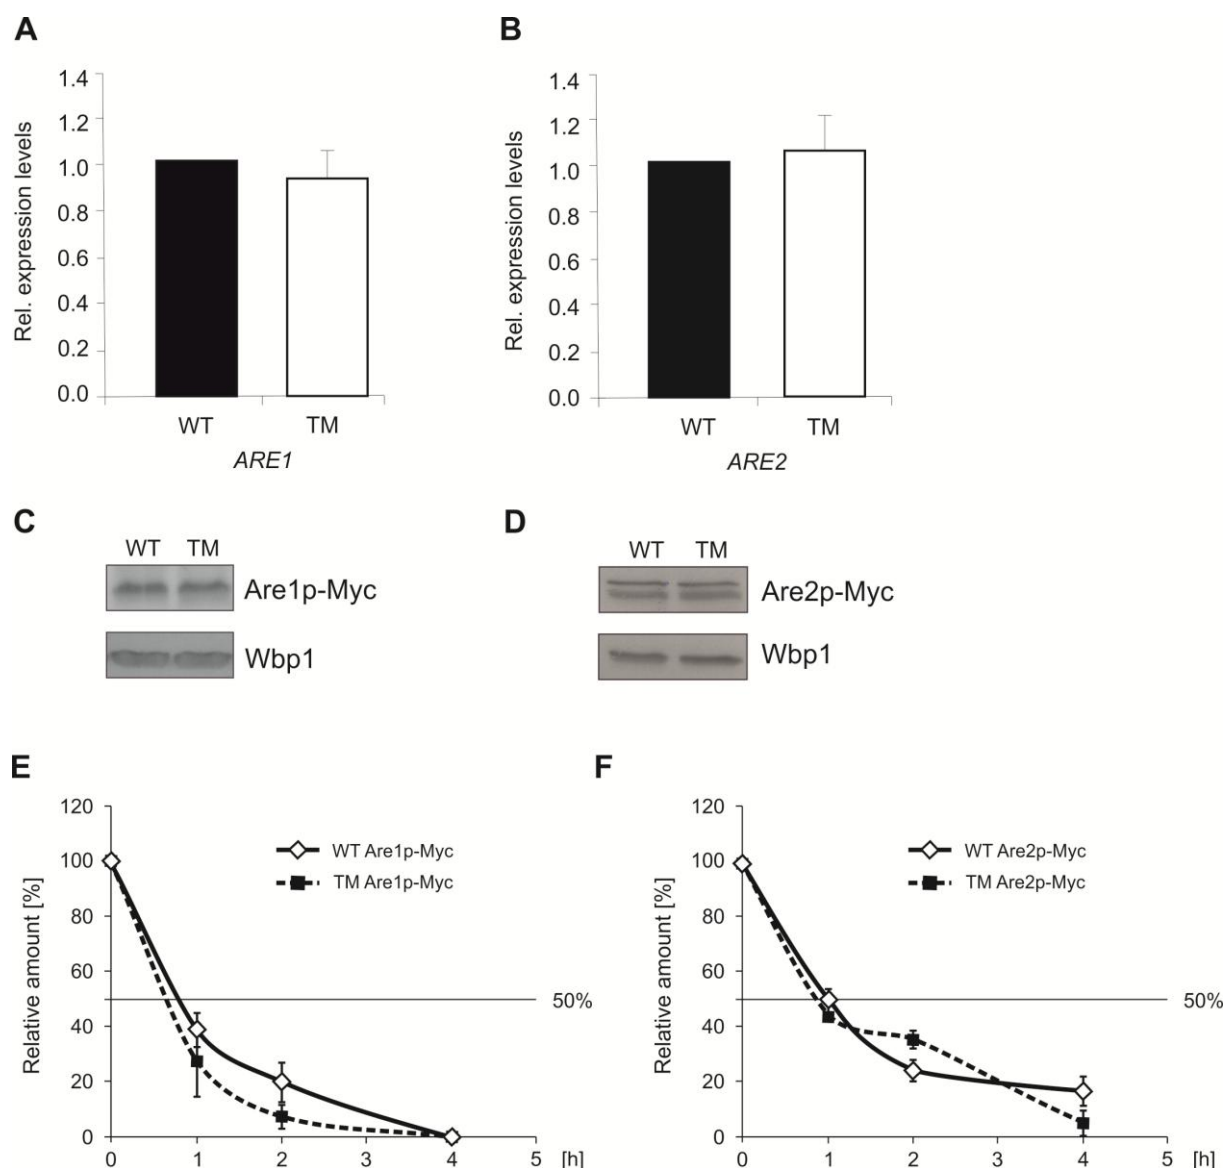 A
Rel. expression levels
1.4
1.2
1.0
0.8
0.6
0.4
0.2
0.0
WT TM
ARE1
B
Rel. expression levels
1.4
1.2
1.0
0.8
0.6
0.4
0.2
0.0
WT TM
ARE2
C
WT TM
Are1p-Myc
Wbp1
D
WT TM
Are2p-Myc
Wbp1
E
Relative amount [%]
120
100
80
60
40
20
0
WT Are1p-Myc
TM Are1p-Myc
50%
0 1 2 3 4 5 [h]
F
Relative amount [%]
120
100
80
60
40
20
0
WT Are2p-Myc
TM Are2p-Myc
50%
0 1 2 3 4 5 [h]